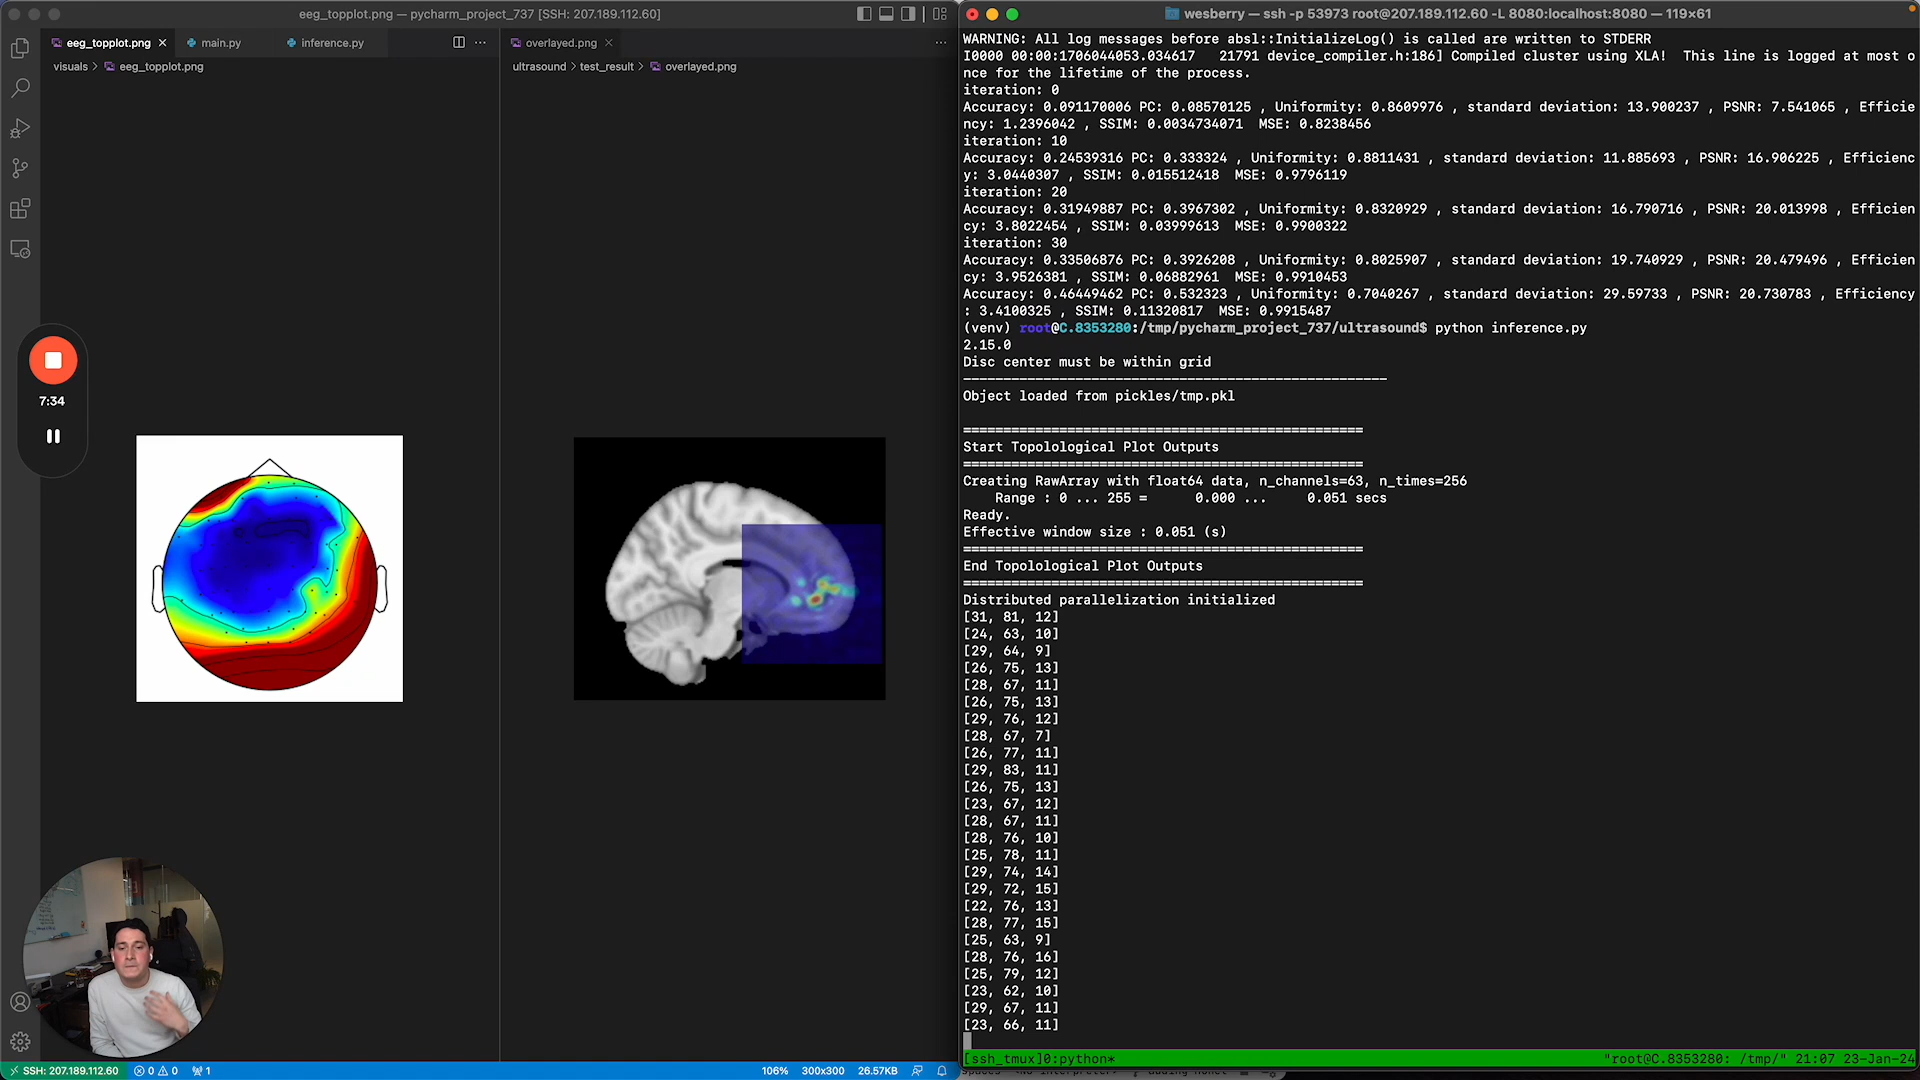 eeg_topplot.png — pycharm_project_737 [SSH: 207.189.112.60]
eeg_topplot.png
main.py
inference.py
overlayed.png
visuals > eeg_topplot.png
ultrasound > test_result > overlayed.png
7:34
SSH: 207.189.112.60
0 0
1
106%
300x300
26.57KB
wesberry — ssh -p 53973 root@207.189.112.60 -L 8080:localhost:8080 — 119×61
WARNING: All log messages before absl::InitializeLog() is called are written to STDERR
I0000 00:00:1706044053.034617   21791 device_compiler.h:186] Compiled cluster using XLA!  This line is logged at most o
nce for the lifetime of the process.
iteration: 0
Accuracy: 0.091170006 PC: 0.08570125 , Uniformity: 0.8609976 , standard deviation: 13.900237 , PSNR: 7.541065 , Efficie
ncy: 1.2396042 , SSIM: 0.0034734071  MSE: 0.8238456
iteration: 10
Accuracy: 0.24539316 PC: 0.333324 , Uniformity: 0.8811431 , standard deviation: 11.885693 , PSNR: 16.906225 , Efficienc
y: 3.0440307 , SSIM: 0.015512418  MSE: 0.9796119
iteration: 20
Accuracy: 0.31949887 PC: 0.3967302 , Uniformity: 0.8320929 , standard deviation: 16.790716 , PSNR: 20.013998 , Efficien
cy: 3.8022454 , SSIM: 0.03999613  MSE: 0.9900322
iteration: 30
Accuracy: 0.33506876 PC: 0.3926208 , Uniformity: 0.8025907 , standard deviation: 19.740929 , PSNR: 20.479496 , Efficien
cy: 3.9526381 , SSIM: 0.06882961  MSE: 0.9910453
Accuracy: 0.46449462 PC: 0.532323 , Uniformity: 0.7040267 , standard deviation: 29.59733 , PSNR: 20.730783 , Efficiency
: 3.4100325 , SSIM: 0.11320817  MSE: 0.9915487
(venv) root@C.8353280:/tmp/pycharm_project_737/ultrasound$ python inference.py
2.15.0
Disc center must be within grid
-----------------------------------------------------
Object loaded from pickles/tmp.pkl
==================================================
Start Topolological Plot Outputs
==================================================
Creating RawArray with float64 data, n_channels=63, n_times=256
Range : 0 ... 255 =      0.000 ...     0.051 secs
Ready.
Effective window size : 0.051 (s)
==================================================
End Topolological Plot Outputs
==================================================
Distributed parallelization initialized
[31, 81, 12]
[24, 63, 10]
[29, 64, 9]
[26, 75, 13]
[28, 67, 11]
[26, 75, 13]
[29, 76, 12]
[28, 67, 7]
[26, 77, 11]
[29, 83, 11]
[26, 75, 13]
[23, 67, 12]
[28, 67, 11]
[28, 76, 10]
[25, 78, 11]
[29, 74, 14]
[29, 72, 15]
[22, 76, 13]
[28, 77, 15]
[25, 63, 9]
[28, 76, 16]
[25, 79, 12]
[23, 62, 10]
[29, 67, 11]
[23, 66, 11]
[ssh_tmux]0:python* "root@C.8353280: /tmp/" 21:07 23-Jan-24